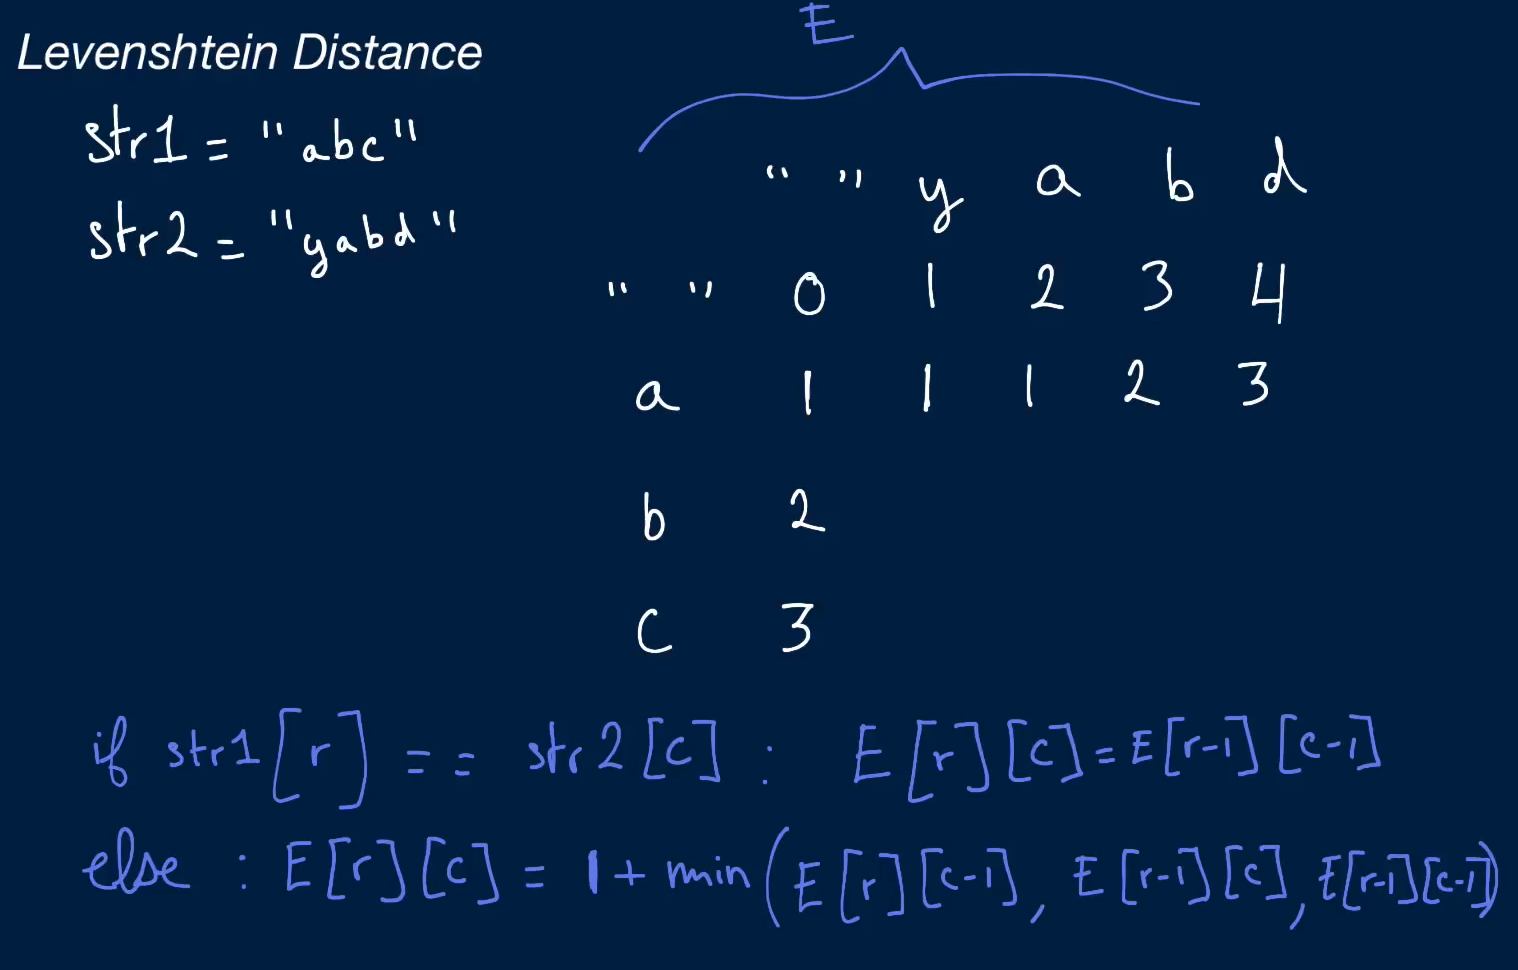 Levenshtein Distance
E
str1 = "abc"
str2 = "yabd"
" " y a b d
" " 0 1 2 3 4
a 1 1 1 2 3
b 2
c 3
if str1[r] == str2[c] : E[r][c] = E[r-1][c-1]
else : E[r][c] = 1 + min(E[r][c-1], E[r-1][c], E[r-1][c-1])